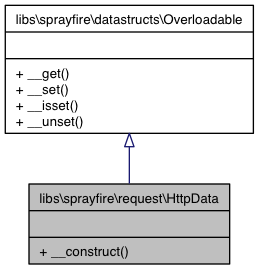 libs\sprayfire\datastructs\Overloadable
+ __get()
+ __set()
+ __isset()
+ __unset()
libs\sprayfire\request\HttpData
+ __construct()